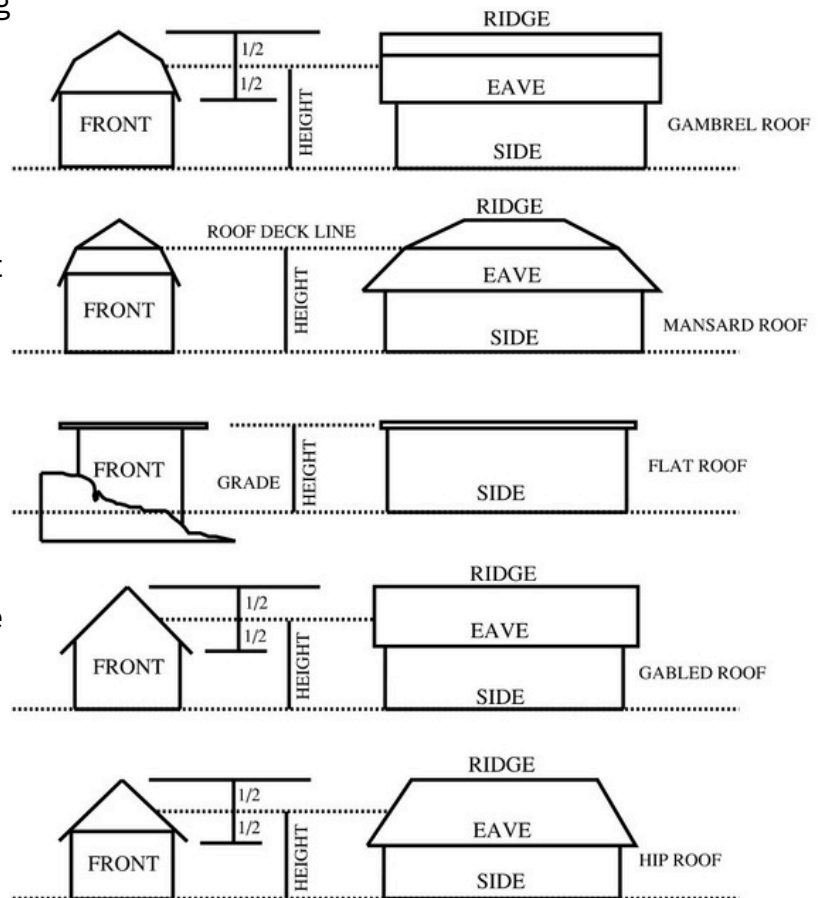 g
RIDGE
1/2
1/2
HEIGHT
EAVE
FRONT
SIDE
GAMBREL ROOF
RIDGE
ROOF DECK LINE
t
HEIGHT
EAVE
FRONT
SIDE
MANSARD ROOF
FRONT
GRADE
HEIGHT
SIDE
FLAT ROOF
RIDGE
1/2
1/2
e
HEIGHT
EAVE
FRONT
SIDE
GABLED ROOF
RIDGE
1/2
1/2
HEIGHT
EAVE
FRONT
SIDE
HIP ROOF